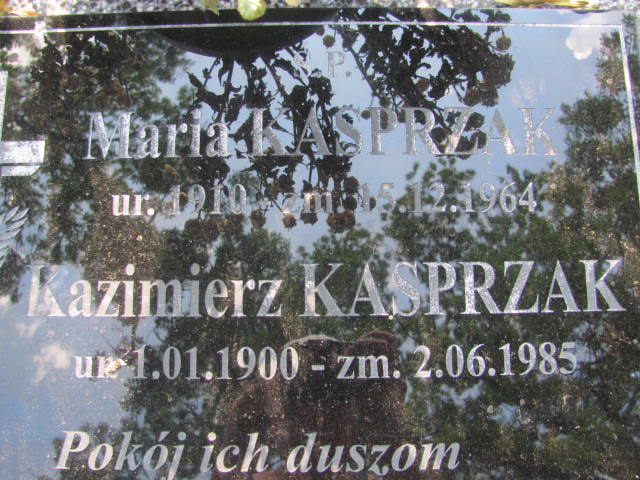 Ś.P.
Maria KASPRZAK
ur. 1910 - zm. 15.12.1964
Kazimierz KASPRZAK
ur. 1.01.1900 - zm. 2.06.1985
Pokój ich duszom